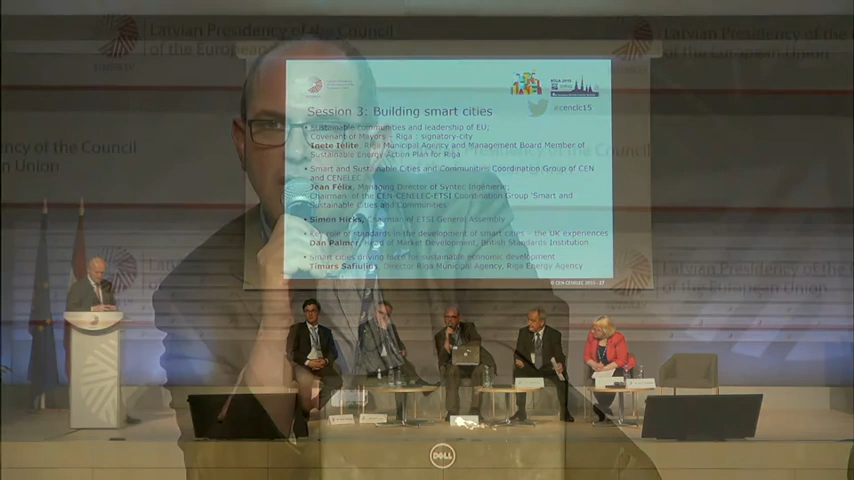 Latvian Presidency of the Council
of the European Union
of the European Union
ncy of the Council
n Union
#cenclc15
Session 3: Building smart cities
• Sustainable communities and leadership of EU;
Covenant of Mayors – Riga : signatory-city
Inete Ielite, Riga Municipal Agency and Management Board Member of
Sustainable Energy Action Plan for Riga
• Smart and Sustainable Cities and Communities Coordination Group of CEN
and CENELEC
Jean Félix, Managing Director of Syntec Ingénierie;
Chairman of the CEN-CENELEC-ETSI Coordination Group 'Smart and
Sustainable Cities and Communities'
• Simon Hicks, Chairman of ETSI General Assembly
• Key role of standards in the development of smart cities – the UK experiences
Dan Palmer, Head of Market Development, British Standards Institution
• Smart cities driving force for sustainable economic development
Timurs Safiulins, Director Riga Municipal Agency, Riga Energy Agency
DELL